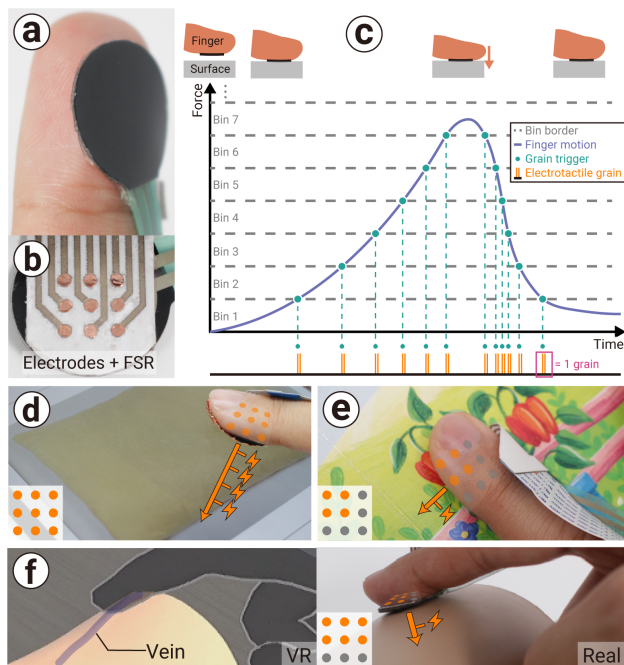 a
Finger
Surface
c
Force
Bin 7
Bin 6
Bin 5
Bin 4
Bin 3
Bin 2
Bin 1
Bin border
Finger motion
Grain trigger
Electrotactile grain
Time
= 1 grain
b
Electrodes + FSR
d
e
f
Vein
VR
Real